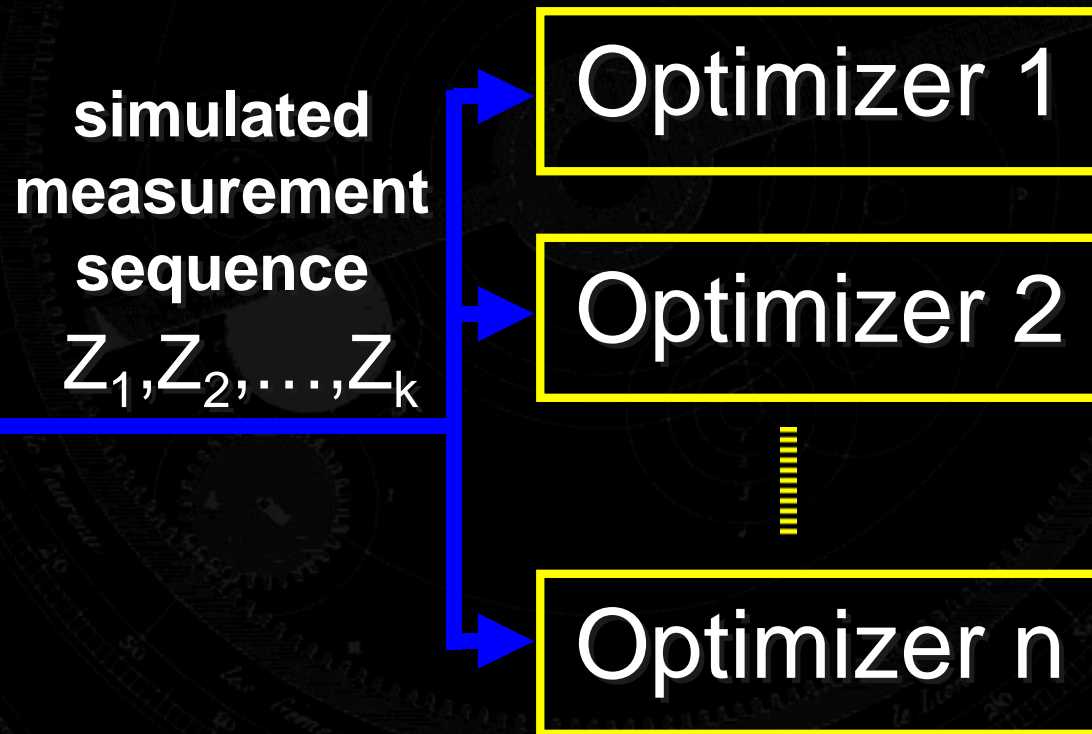 simulated
measurement
sequence
Z₁,Z₂,…,Zₖ
Optimizer 1
Optimizer 2
Optimizer n